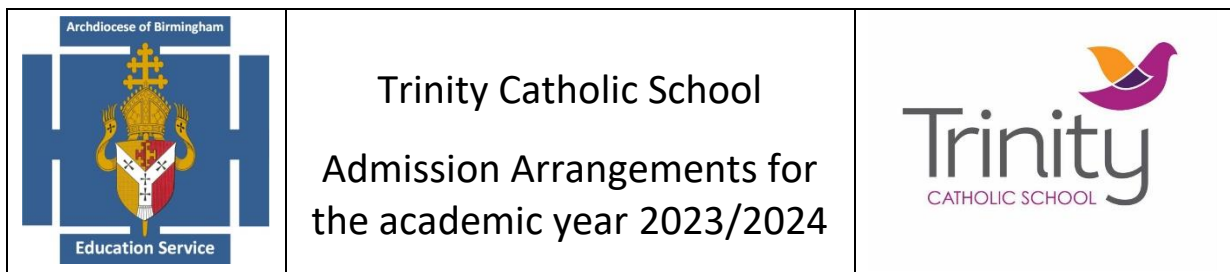 Archdiocese of Birmingham
Education Service
Trinity Catholic School
Admission Arrangements for
the academic year 2023/2024
Trinity
CATHOLIC SCHOOL